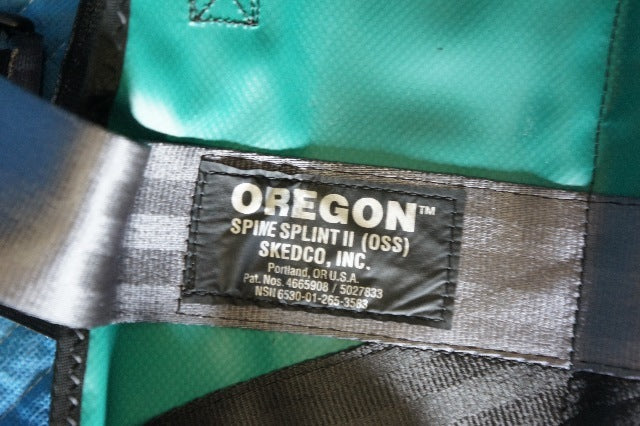 OREGON™
SPINE SPLINT II (OSS)
SKEDCO, INC.
Portland, OR U.S.A.
Pat. Nos. 4665908 / 5027833
NSN 6530-01-265-3583